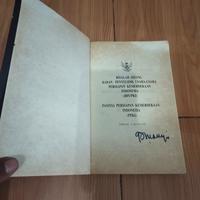 RISALAH SIDANG
BADAN PENYELIDIK USAHA-USAHA
PERSIAPAN KEMERDEKAAN
INDONESIA
(BPUPKI)
PANITIA PERSIAPAN KEMERDEKAAN
INDONESIA
(PPKI)